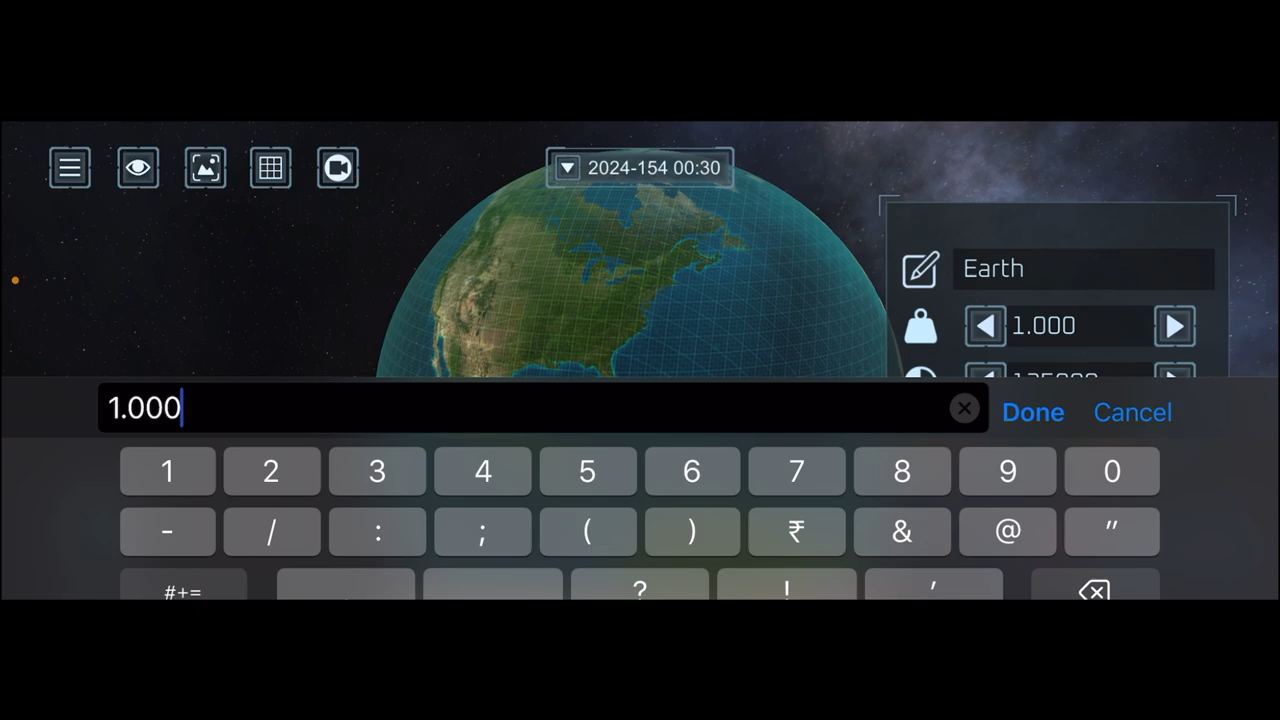 2024-154 00:30
Earth
1.000
1.000
Done
Cancel
1 2 3 4 5 6 7 8 9 0
- / : ; ( ) ₹ & @ "
#+= ? ! '